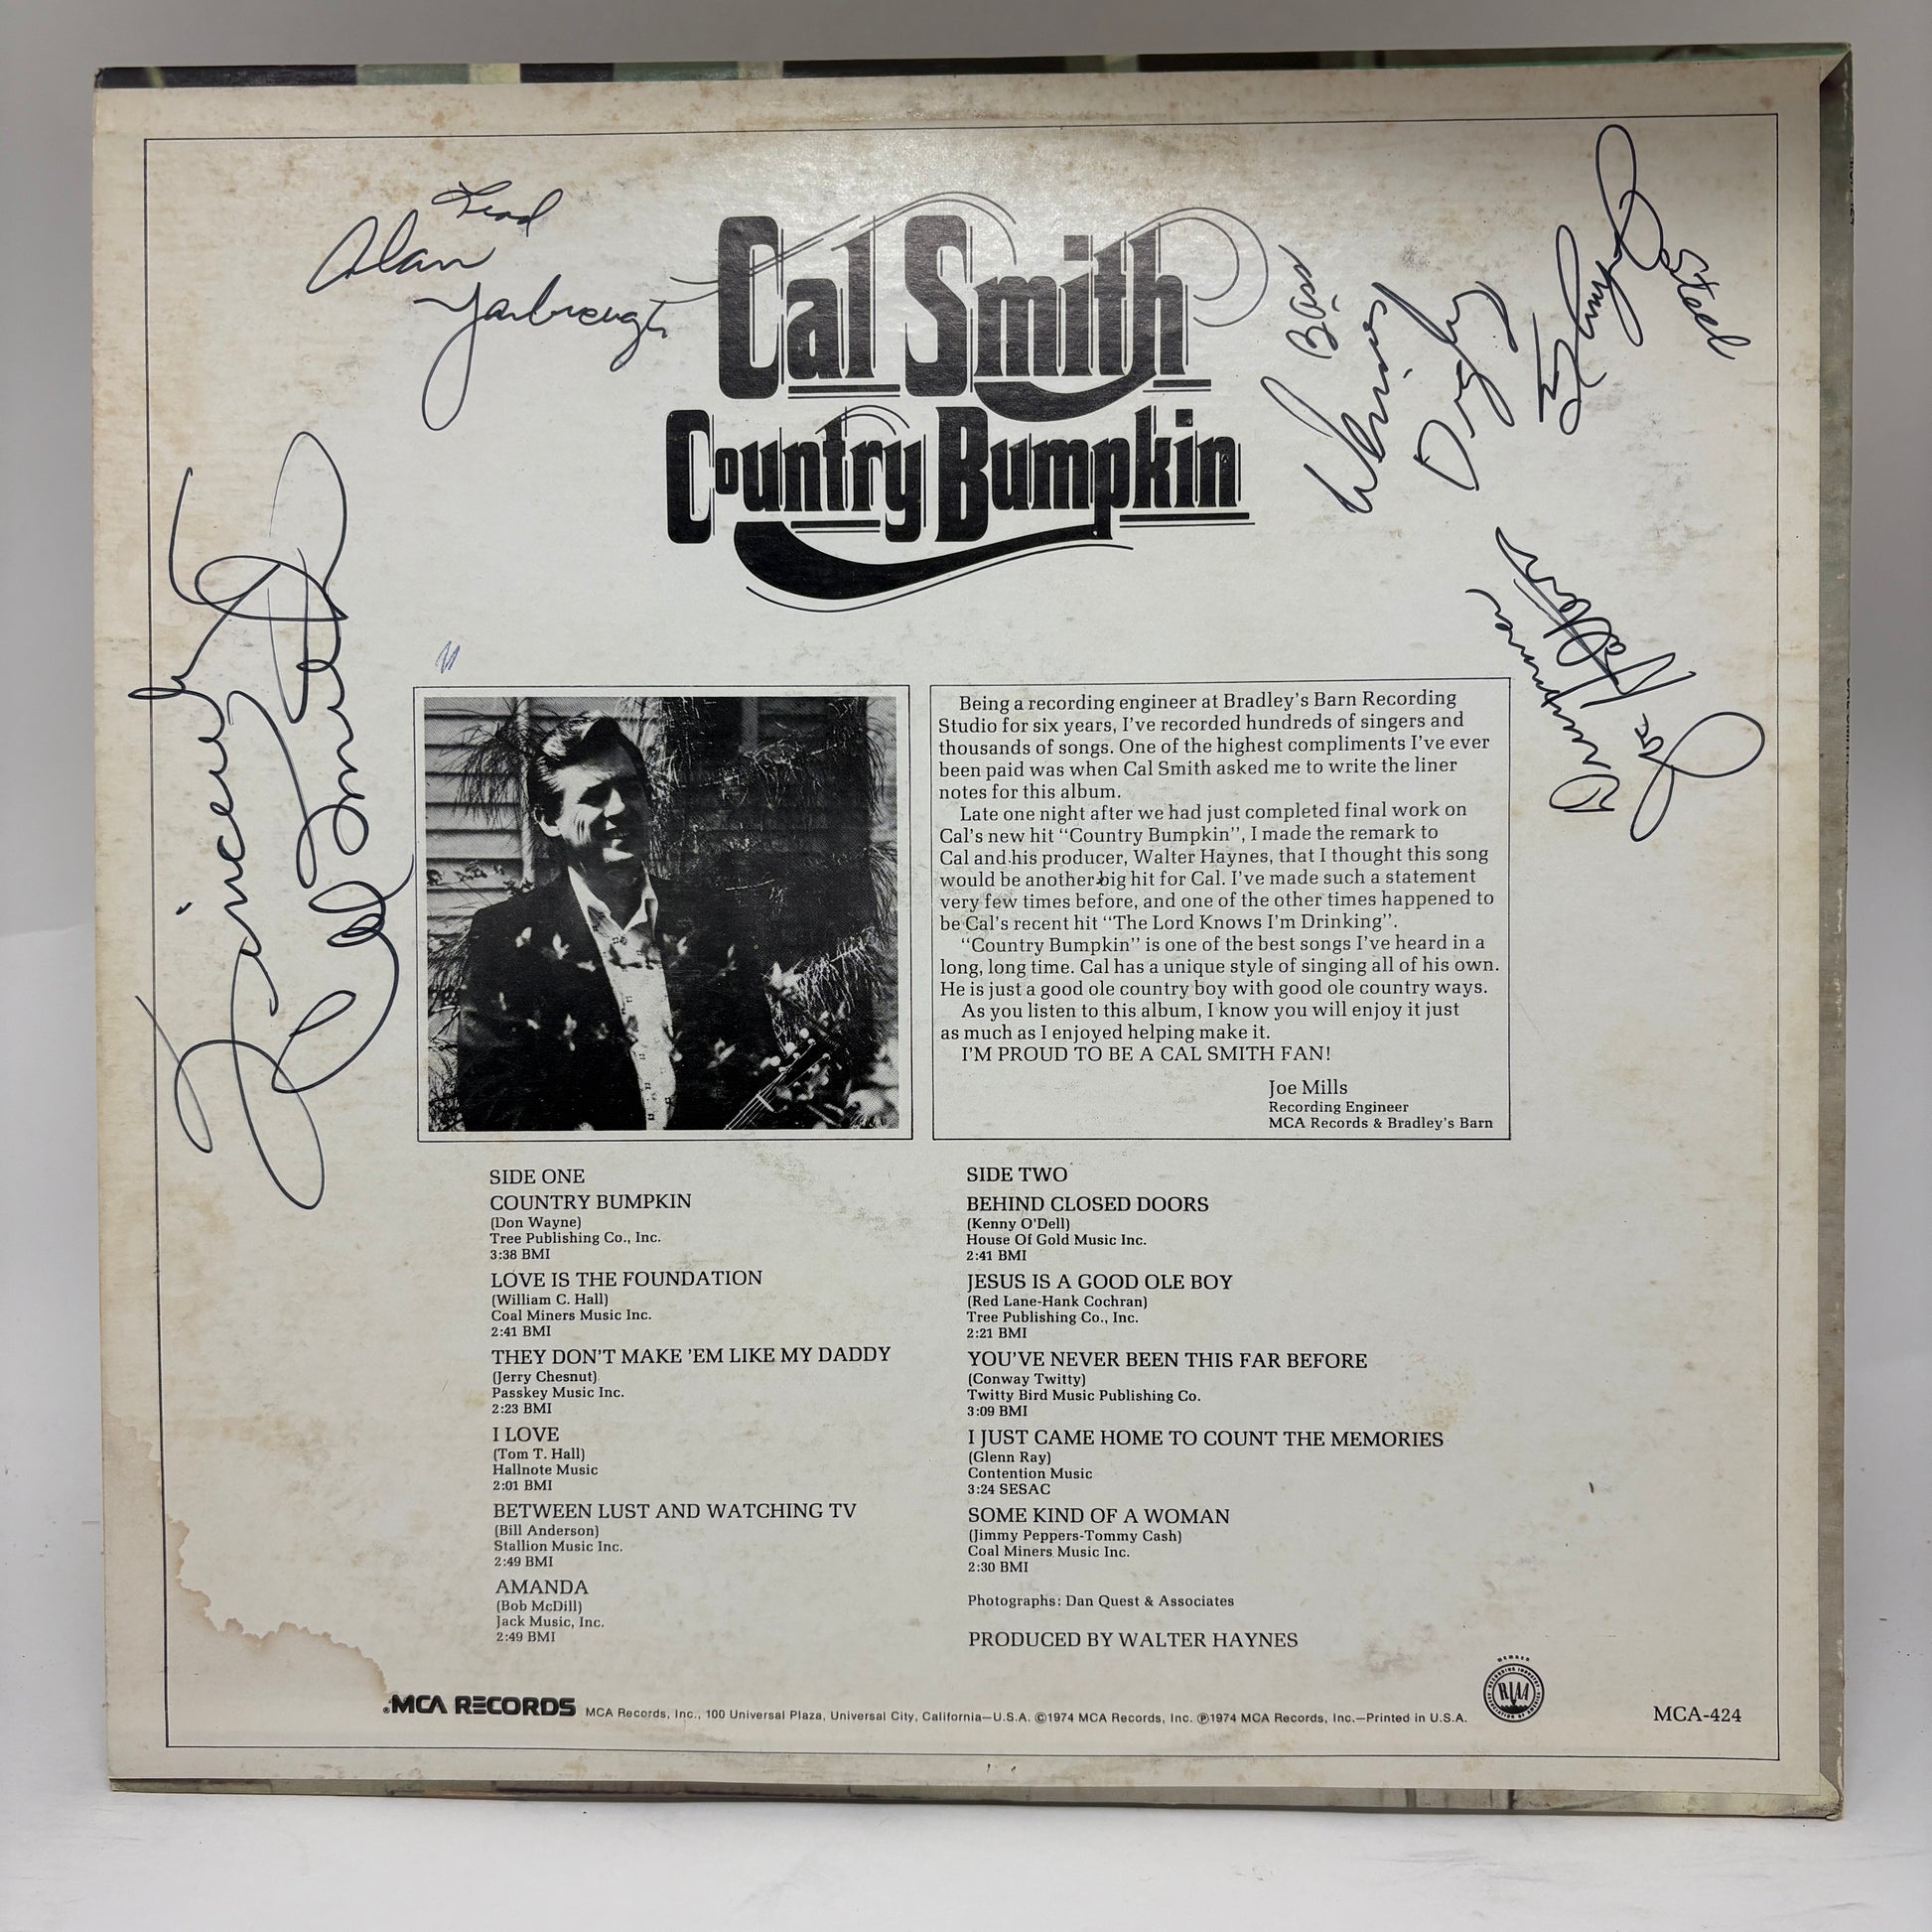 Lead
Alan
Yarbrough
Cal Smith
Country Bumpkin
Bass
Steel
Sincerely
Cal Smith
Drummer
Joe
Being a recording engineer at Bradley's Barn Recording
Studio for six years, I've recorded hundreds of singers and
thousands of songs. One of the highest compliments I've ever
been paid was when Cal Smith asked me to write the liner
notes for this album.
Late one night after we had just completed final work on
Cal's new hit "Country Bumpkin", I made the remark to
Cal and his producer, Walter Haynes, that I thought this song
would be another big hit for Cal. I've made such a statement
very few times before, and one of the other times happened to
be Cal's recent hit "The Lord Knows I'm Drinking".
"Country Bumpkin" is one of the best songs I've heard in a
long, long time. Cal has a unique style of singing all of his own.
He is just a good ole country boy with good ole country ways.
As you listen to this album, I know you will enjoy it just
as much as I enjoyed helping make it.
I'M PROUD TO BE A CAL SMITH FAN!
Joe Mills
Recording Engineer
MCA Records & Bradley's Barn
SIDE ONE
COUNTRY BUMPKIN
(Don Wayne)
Tree Publishing Co., Inc.
3:38 BMI
LOVE IS THE FOUNDATION
(William C. Hall)
Coal Miners Music Inc.
2:41 BMI
THEY DON'T MAKE 'EM LIKE MY DADDY
(Jerry Chesnut)
Passkey Music Inc.
2:23 BMI
I LOVE
(Tom T. Hall)
Hallnote Music
2:01 BMI
BETWEEN LUST AND WATCHING TV
(Bill Anderson)
Stallion Music Inc.
2:49 BMI
AMANDA
(Bob McDill)
Jack Music, Inc.
2:49 BMI
SIDE TWO
BEHIND CLOSED DOORS
(Kenny O'Dell)
House Of Gold Music Inc.
2:41 BMI
JESUS IS A GOOD OLE BOY
(Red Lane-Hank Cochran)
Tree Publishing Co., Inc.
2:21 BMI
YOU'VE NEVER BEEN THIS FAR BEFORE
(Conway Twitty)
Twitty Bird Music Publishing Co.
3:09 BMI
I JUST CAME HOME TO COUNT THE MEMORIES
(Glenn Ray)
Contention Music
3:24 SESAC
SOME KIND OF A WOMAN
(Jimmy Peppers-Tommy Cash)
Coal Miners Music Inc.
2:30 BMI
Photographs: Dan Quest & Associates
PRODUCED BY WALTER HAYNES
MCA RECORDS MCA Records, Inc., 100 Universal Plaza, Universal City, California—U.S.A. ©1974 MCA Records, Inc. ℗1974 MCA Records, Inc.—Printed in U.S.A.
MEMBER
RIAA
MCA-424